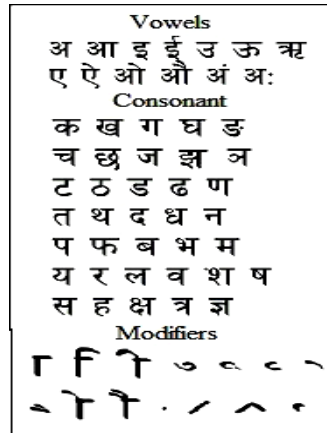 Vowels
अ आ इ ई उ ऊ ऋ
ए ऐ ओ औ अं अः
Consonant
क ख ग घ ङ
च छ ज झ ञ
ट ठ ड ढ ण
त थ द ध न
प फ ब भ म
य र ल व श ष
स ह क्ष त्र ज्ञ
Modifiers